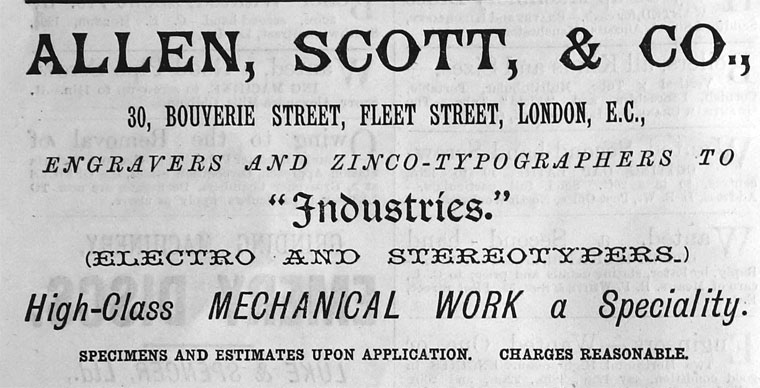 ALLEN, SCOTT, & CO.,
30, BOUVERIE STREET, FLEET STREET, LONDON, E.C.,
ENGRAVERS AND ZINCO-TYPOGRAPHERS TO
"Industries."
(ELECTRO AND STEREOTYPERS.)
High-Class MECHANICAL WORK a Speciality.
SPECIMENS AND ESTIMATES UPON APPLICATION. CHARGES REASONABLE.